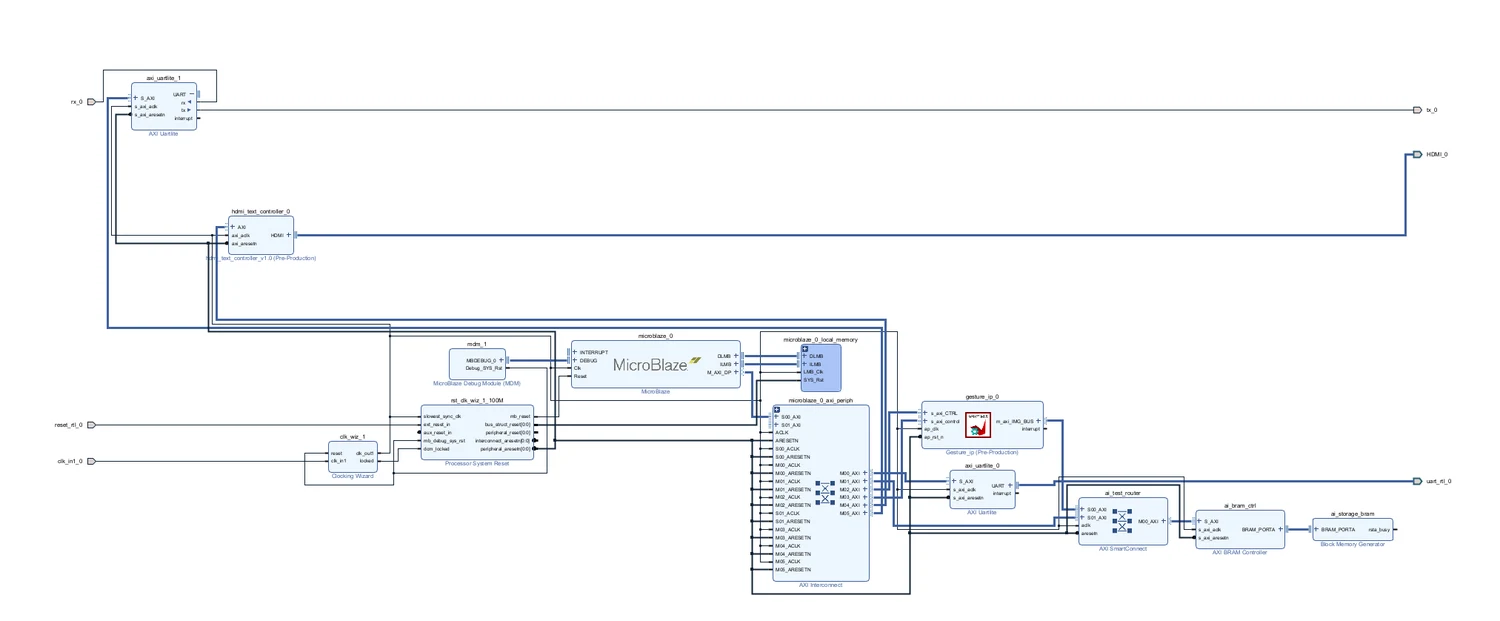 axi_uartlite_1
S_AXI
s_axi_aclk
s_axi_aresetn
UART
rx
tx
interrupt
AXI Uartlite
rx_0
tx_0
HDMI_0
hdmi_text_controller_0
AXI
axi_aclk
axi_aresetn
HDMI
hdmi_text_controller_v1.0 (Pre-Production)
mdm_1
MBDEBUG_0
Debug_SYS_Rst
MicroBlaze Debug Module (MDM)
microblaze_0
INTERRUPT
DEBUG
Clk
Reset
MicroBlaze
DLMB
ILMB
M_AXI_DP
MicroBlaze
microblaze_0_local_memory
DLMB
ILMB
LMB_Clk
SYS_Rst
reset_rtl_0
clk_in1_0
clk_wiz_1
reset
clk_in1
clk_out1
locked
Clocking Wizard
rst_clk_wiz_1_100M
slowest_sync_clk
ext_reset_in
aux_reset_in
mb_debug_sys_rst
dcm_locked
mb_reset
bus_struct_reset[0:0]
peripheral_reset[0:0]
interconnect_aresetn[0:0]
peripheral_aresetn[0:0]
Processor System Reset
microblaze_0_axi_periph
S00_AXI
S01_AXI
ACLK
ARESETN
S00_ACLK
S00_ARESETN
M00_ACLK
M00_ARESETN
M01_ACLK
M01_ARESETN
M02_ACLK
M02_ARESETN
S01_ACLK
S01_ARESETN
M03_ACLK
M03_ARESETN
M04_ACLK
M04_ARESETN
M05_ACLK
M05_ARESETN
M00_AXI
M01_AXI
M02_AXI
M03_AXI
M04_AXI
M05_AXI
AXI Interconnect
gesture_ip_0
s_axi_CTRL
s_axi_control
ap_clk
ap_rst_n
m_axi_IMG_BUS
interrupt
Gesture_ip (Pre-Production)
axi_uartlite_0
S_AXI
s_axi_aclk
s_axi_aresetn
UART
interrupt
AXI Uartlite
uart_rtl_0
ai_test_router
S00_AXI
S01_AXI
aclk
aresetn
M00_AXI
AXI SmartConnect
ai_bram_ctrl
S_AXI
s_axi_aclk
s_axi_aresetn
BRAM_PORTA
AXI BRAM Controller
ai_storage_bram
BRAM_PORTA
rsta_busy
Block Memory Generator